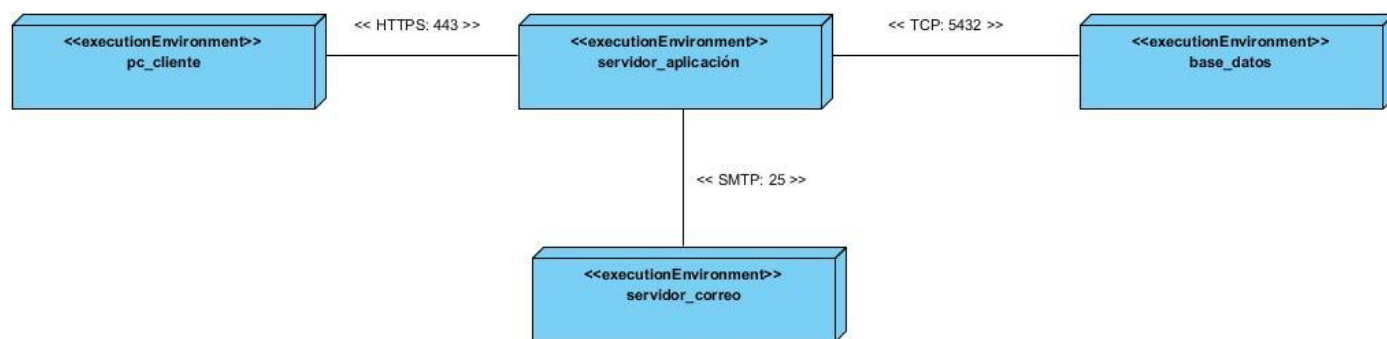 << HTTPS: 443 >>
<< TCP: 5432 >>
<<executionEnvironment>>
pc_cliente
<<executionEnvironment>>
servidor_aplicación
<<executionEnvironment>>
base_datos
<< SMTP: 25 >>
<<executionEnvironment>>
servidor_correo